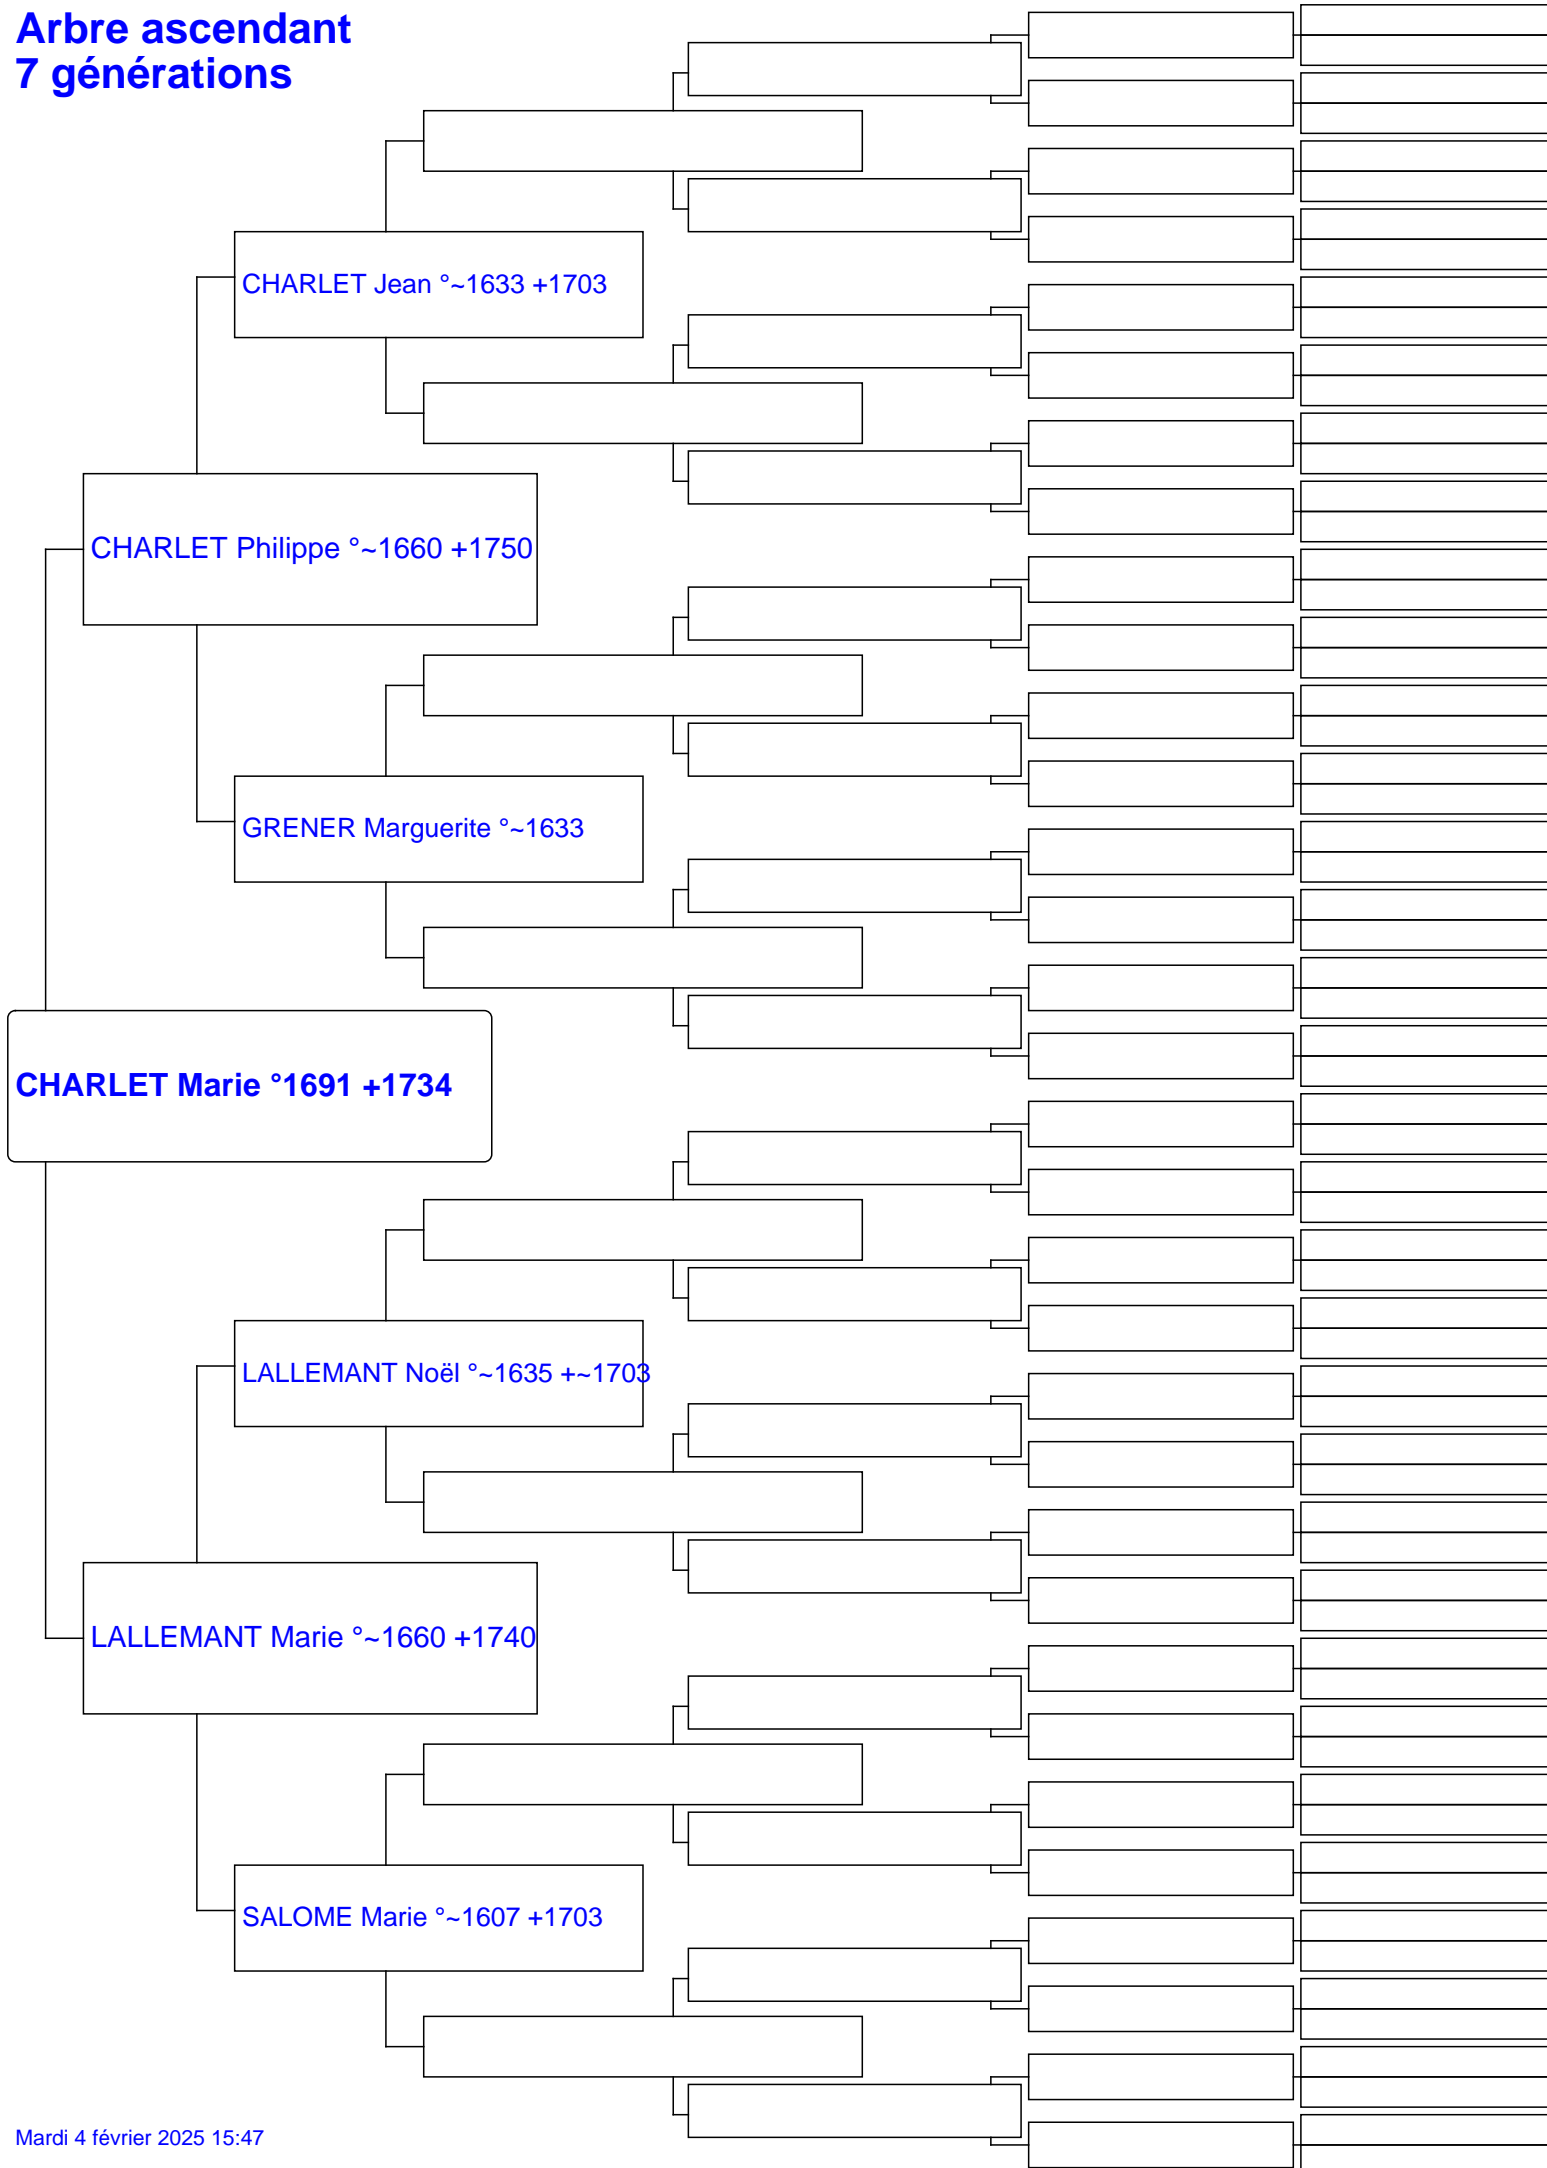 Arbre ascendant
7 générations
CHARLET Jean °~1633 +1703
CHARLET Philippe °~1660 +1750
GRENER Marguerite °~1633
CHARLET Marie °1691 +1734
LALLEMANT Noël °~1635 +~1703
LALLEMANT Marie °~1660 +1740
SALOME Marie °~1607 +1703
Mardi 4 février 2025 15:47